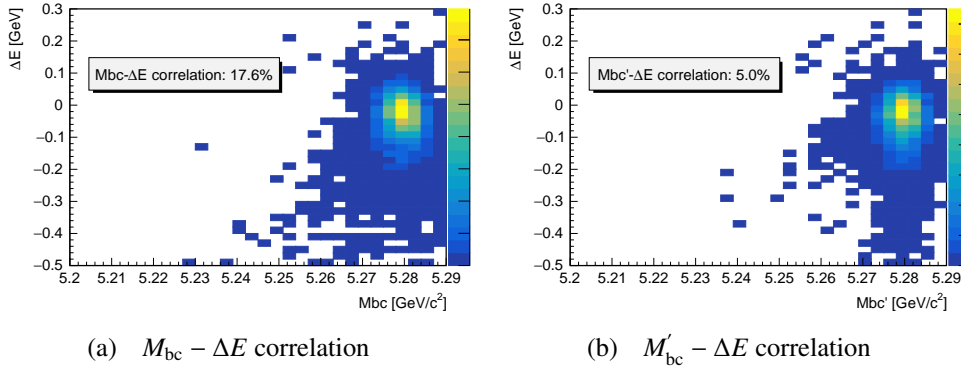 ΔE [GeV]
0.3
0.2
0.1
0
−0.1
−0.2
−0.3
−0.4
−0.5
Mbc-ΔE correlation: 17.6%
5.2 5.21 5.22 5.23 5.24 5.25 5.26 5.27 5.28 5.29
Mbc [GeV/c²]
(a) M_bc − ΔE correlation
ΔE [GeV]
0.3
0.2
0.1
0
−0.1
−0.2
−0.3
−0.4
−0.5
Mbc'-ΔE correlation: 5.0%
5.2 5.21 5.22 5.23 5.24 5.25 5.26 5.27 5.28 5.29
Mbc' [GeV/c²]
(b) M'_bc − ΔE correlation